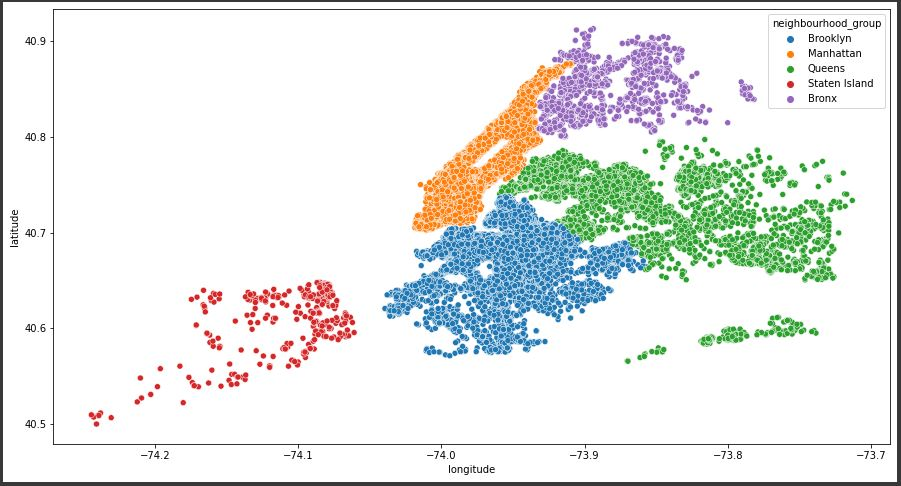 neighbourhood_group
Brooklyn
Manhattan
Queens
Staten Island
Bronx
latitude
40.9
40.8
40.7
40.6
40.5
−74.2
−74.1
−74.0
−73.9
−73.8
−73.7
longitude